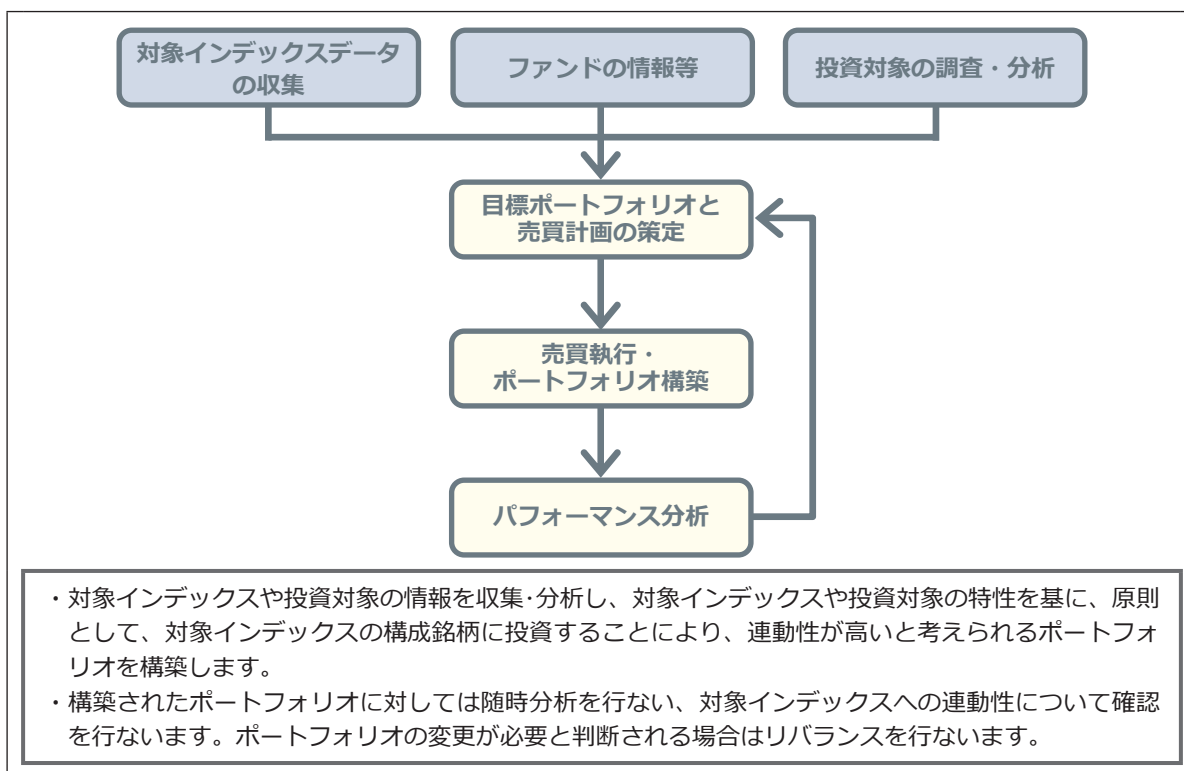 対象インデックスデータ
の収集
ファンドの情報等
投資対象の調査・分析
目標ポートフォリオと
売買計画の策定
売買執行・
ポートフォリオ構築
パフォーマンス分析
・対象インデックスや投資対象の情報を収集･分析し、対象インデックスや投資対象の特性を基に、原則
として、対象インデックスの構成銘柄に投資することにより、連動性が高いと考えられるポートフォ
リオを構築します。
・構築されたポートフォリオに対しては随時分析を行ない、対象インデックスへの連動性について確認
を行ないます。ポートフォリオの変更が必要と判断される場合はリバランスを行ないます。